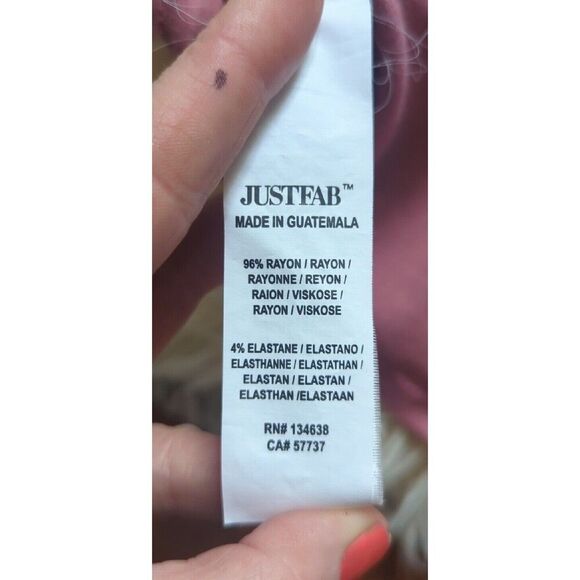 JUSTFAB™
MADE IN GUATEMALA
96% RAYON / RAYON /
RAYONNE / REYON /
RAION / VISKOSE /
RAYON / VISKOSE
4% ELASTANE / ELASTANO /
ELASTHANNE / ELASTATHAN /
ELASTAN / ELASTAN /
ELASTHAN /ELASTAAN
RN# 134638
CA# 57737